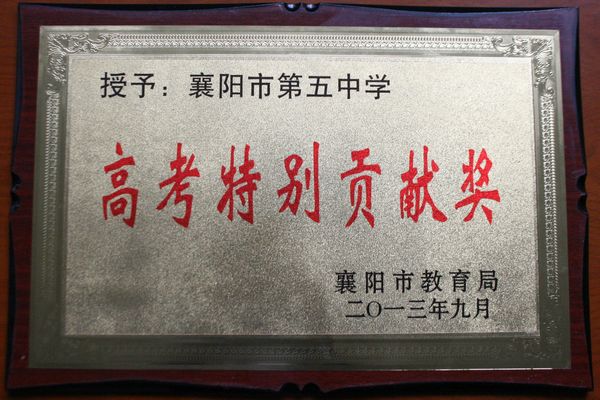 授予：襄阳市第五中学
高考特别贡献奖
襄阳市教育局
二〇一三年九月